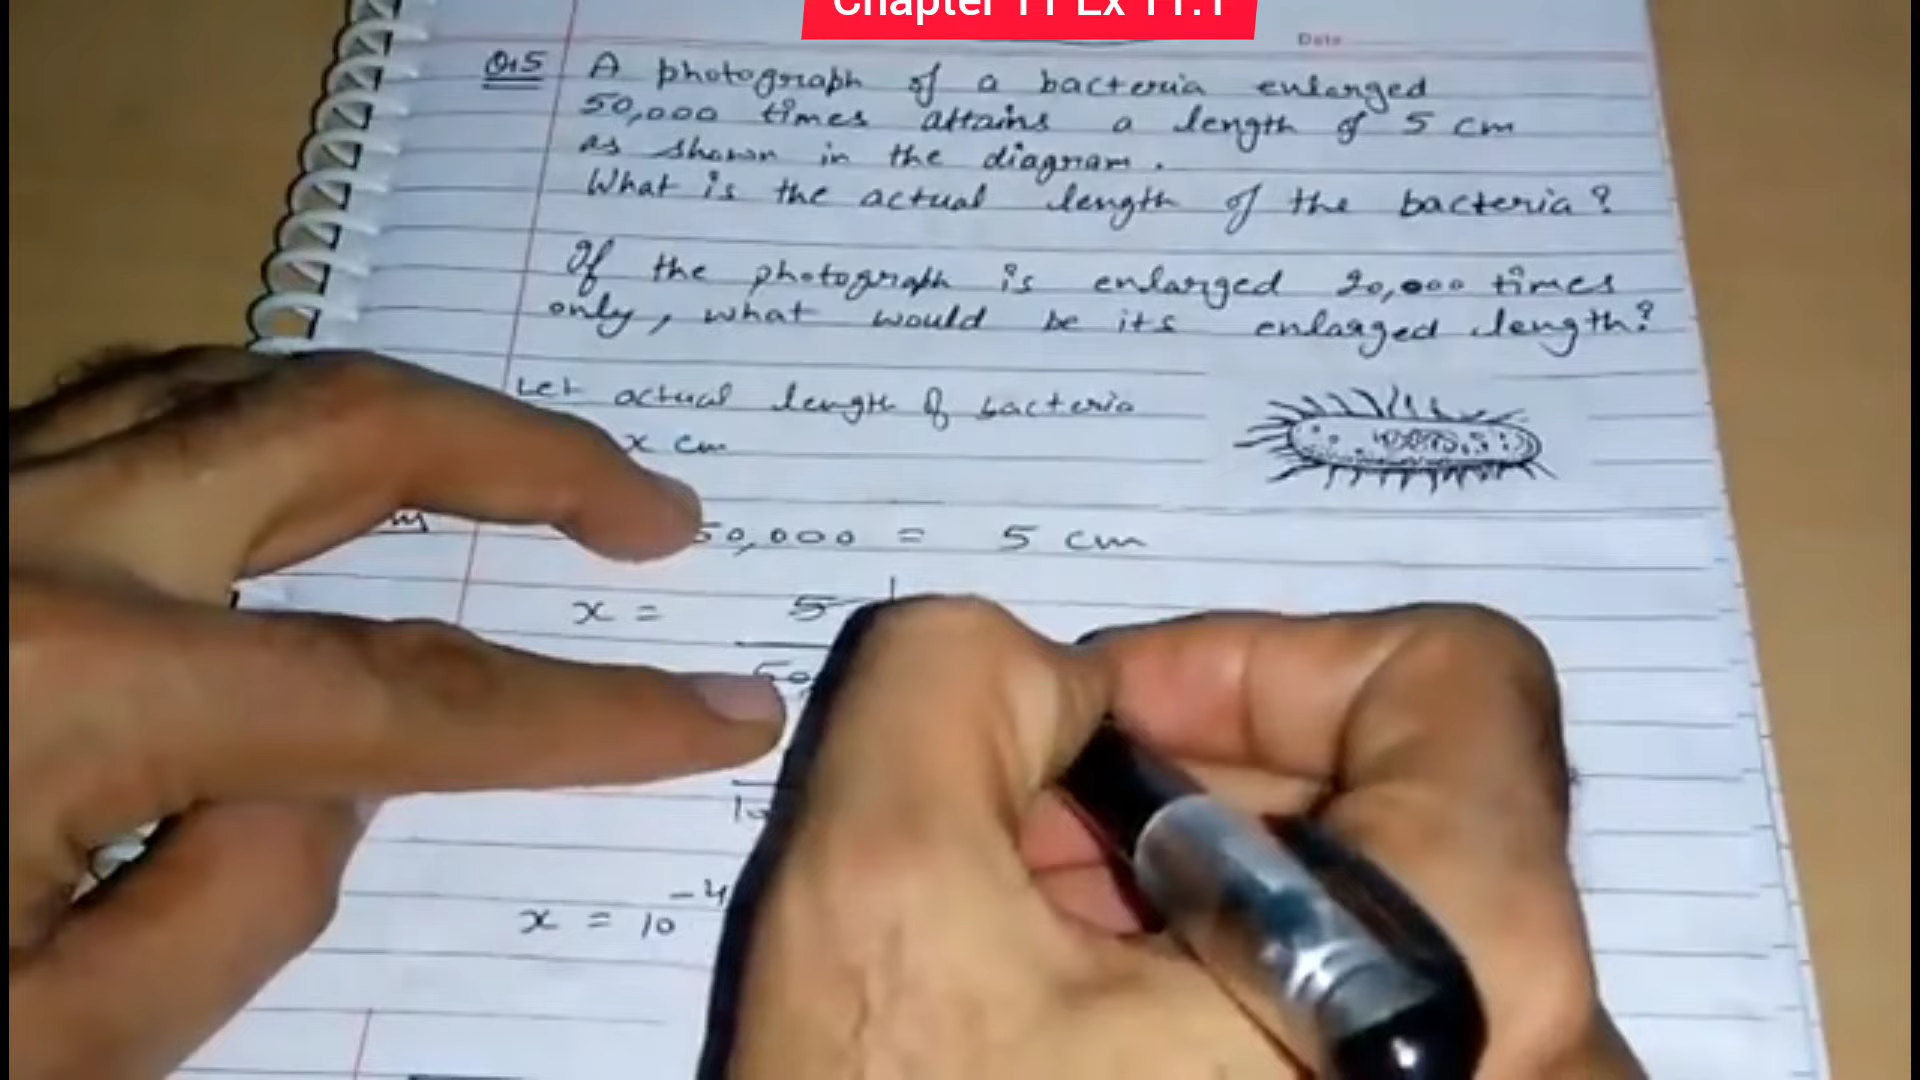 Chapter 11 Ex 11.1
Date
Q.5 A photograph of a bacteria enlarged
50,000 times attains a length of 5 cm
as shown in the diagram.
What is the actual length of the bacteria?
If the photograph is enlarged 20,000 times
only, what would be its enlarged length?
Let actual length of bacteria
x cm
50,000 = 5 cm
x = 5
50,
10
x = 10⁻⁴